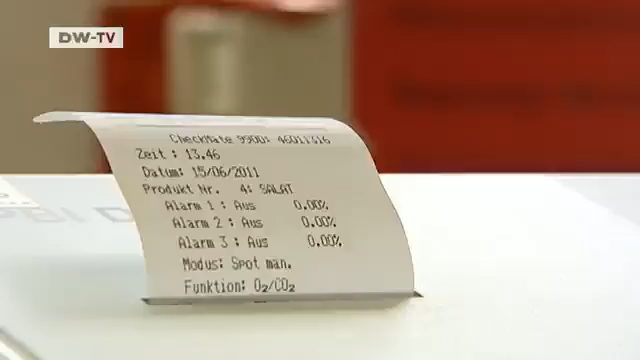 DW-TV
CheckMate 9900: 46011316
Zeit : 13.46
Datum: 15/06/2011
Produkt Nr. 4: SALAT
Alarm 1 : Aus 0.00%
Alarm 2 : Aus 0.00%
Alarm 3 : Aus 0.00%
Modus: Spot man.
Funktion: O₂/CO₂